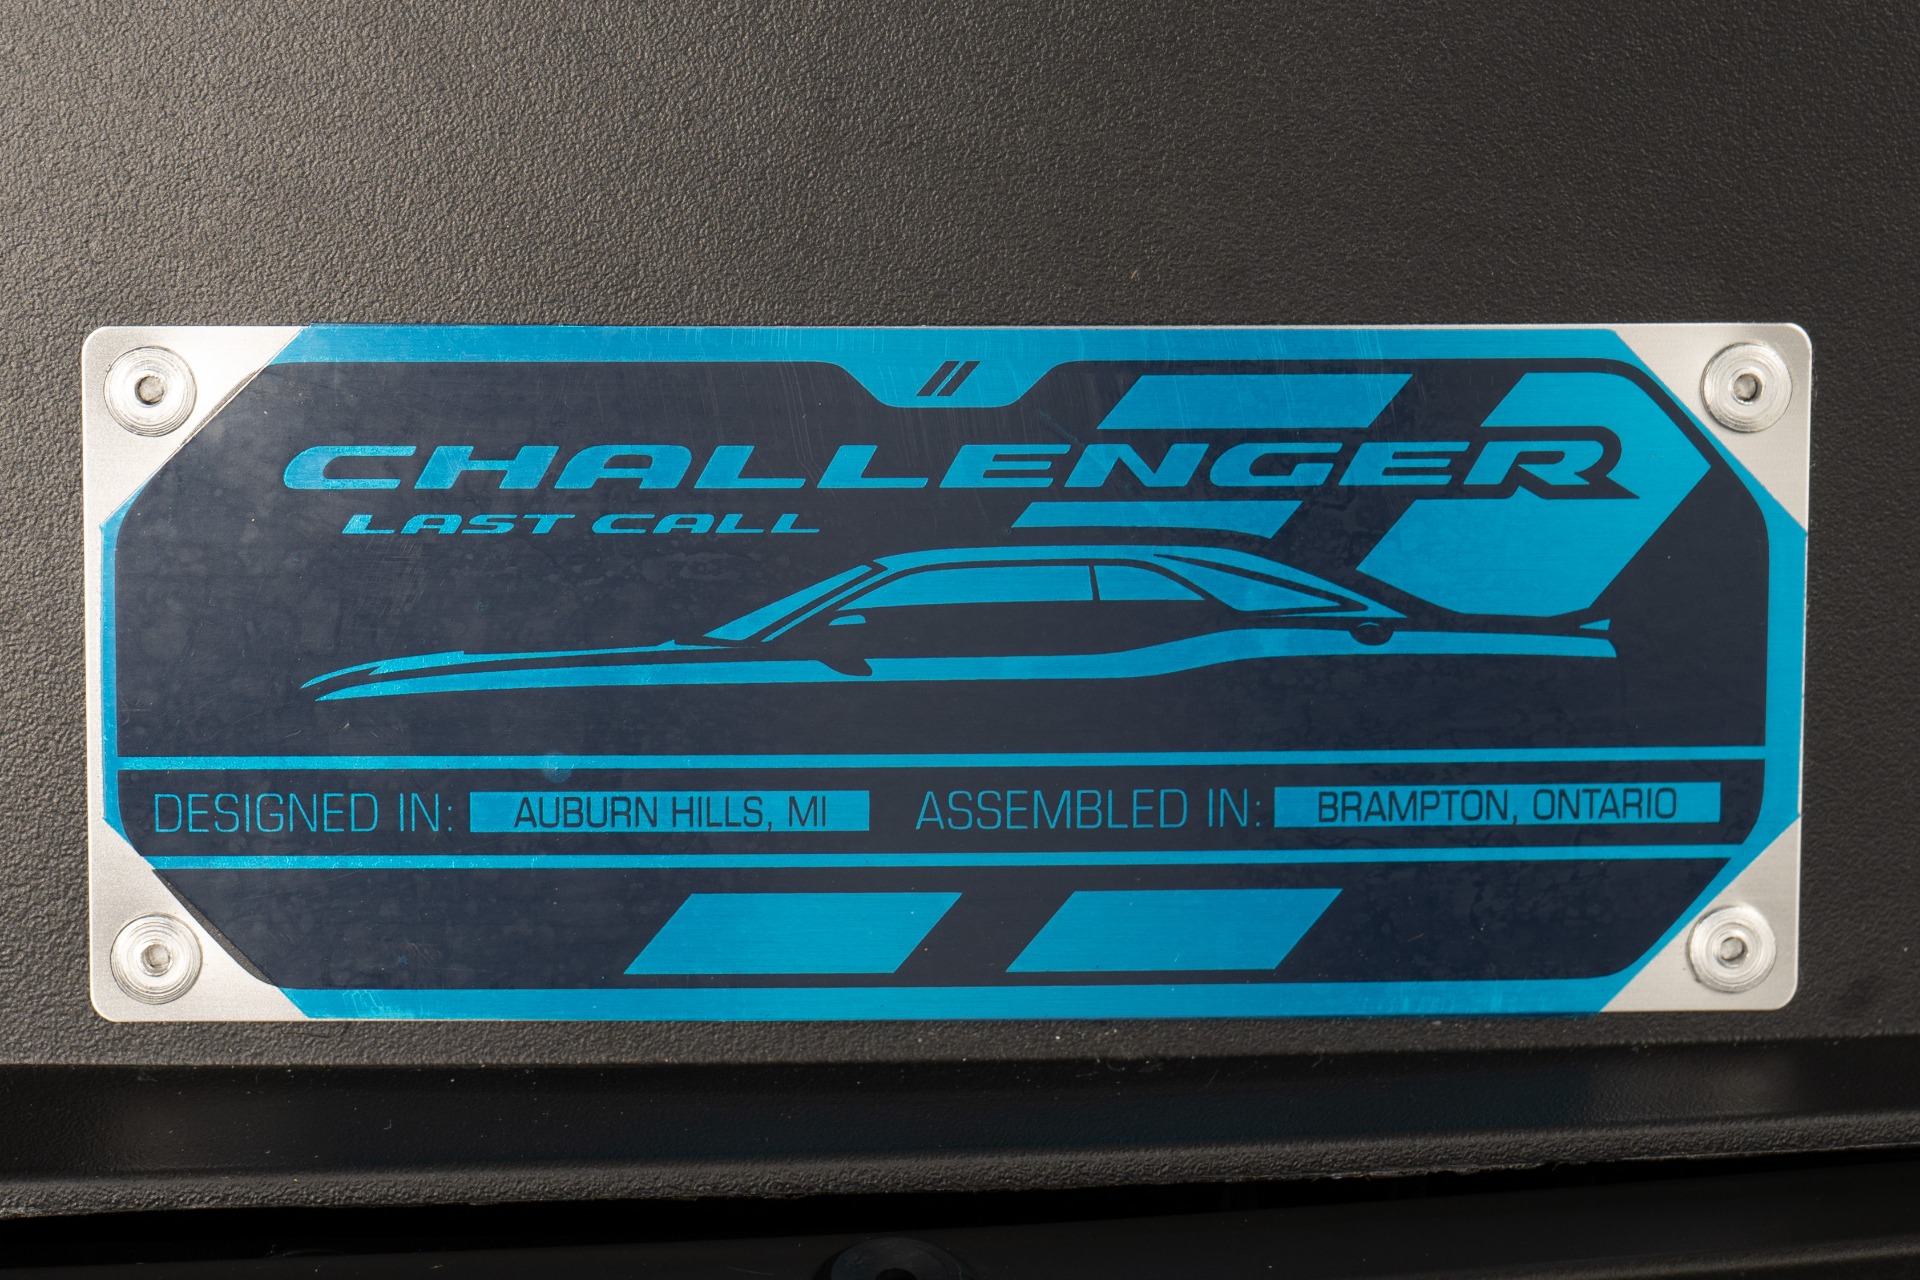 CHALLENGER
LAST CALL
DESIGNED IN: AUBURN HILLS, MI ASSEMBLED IN: BRAMPTON, ONTARIO